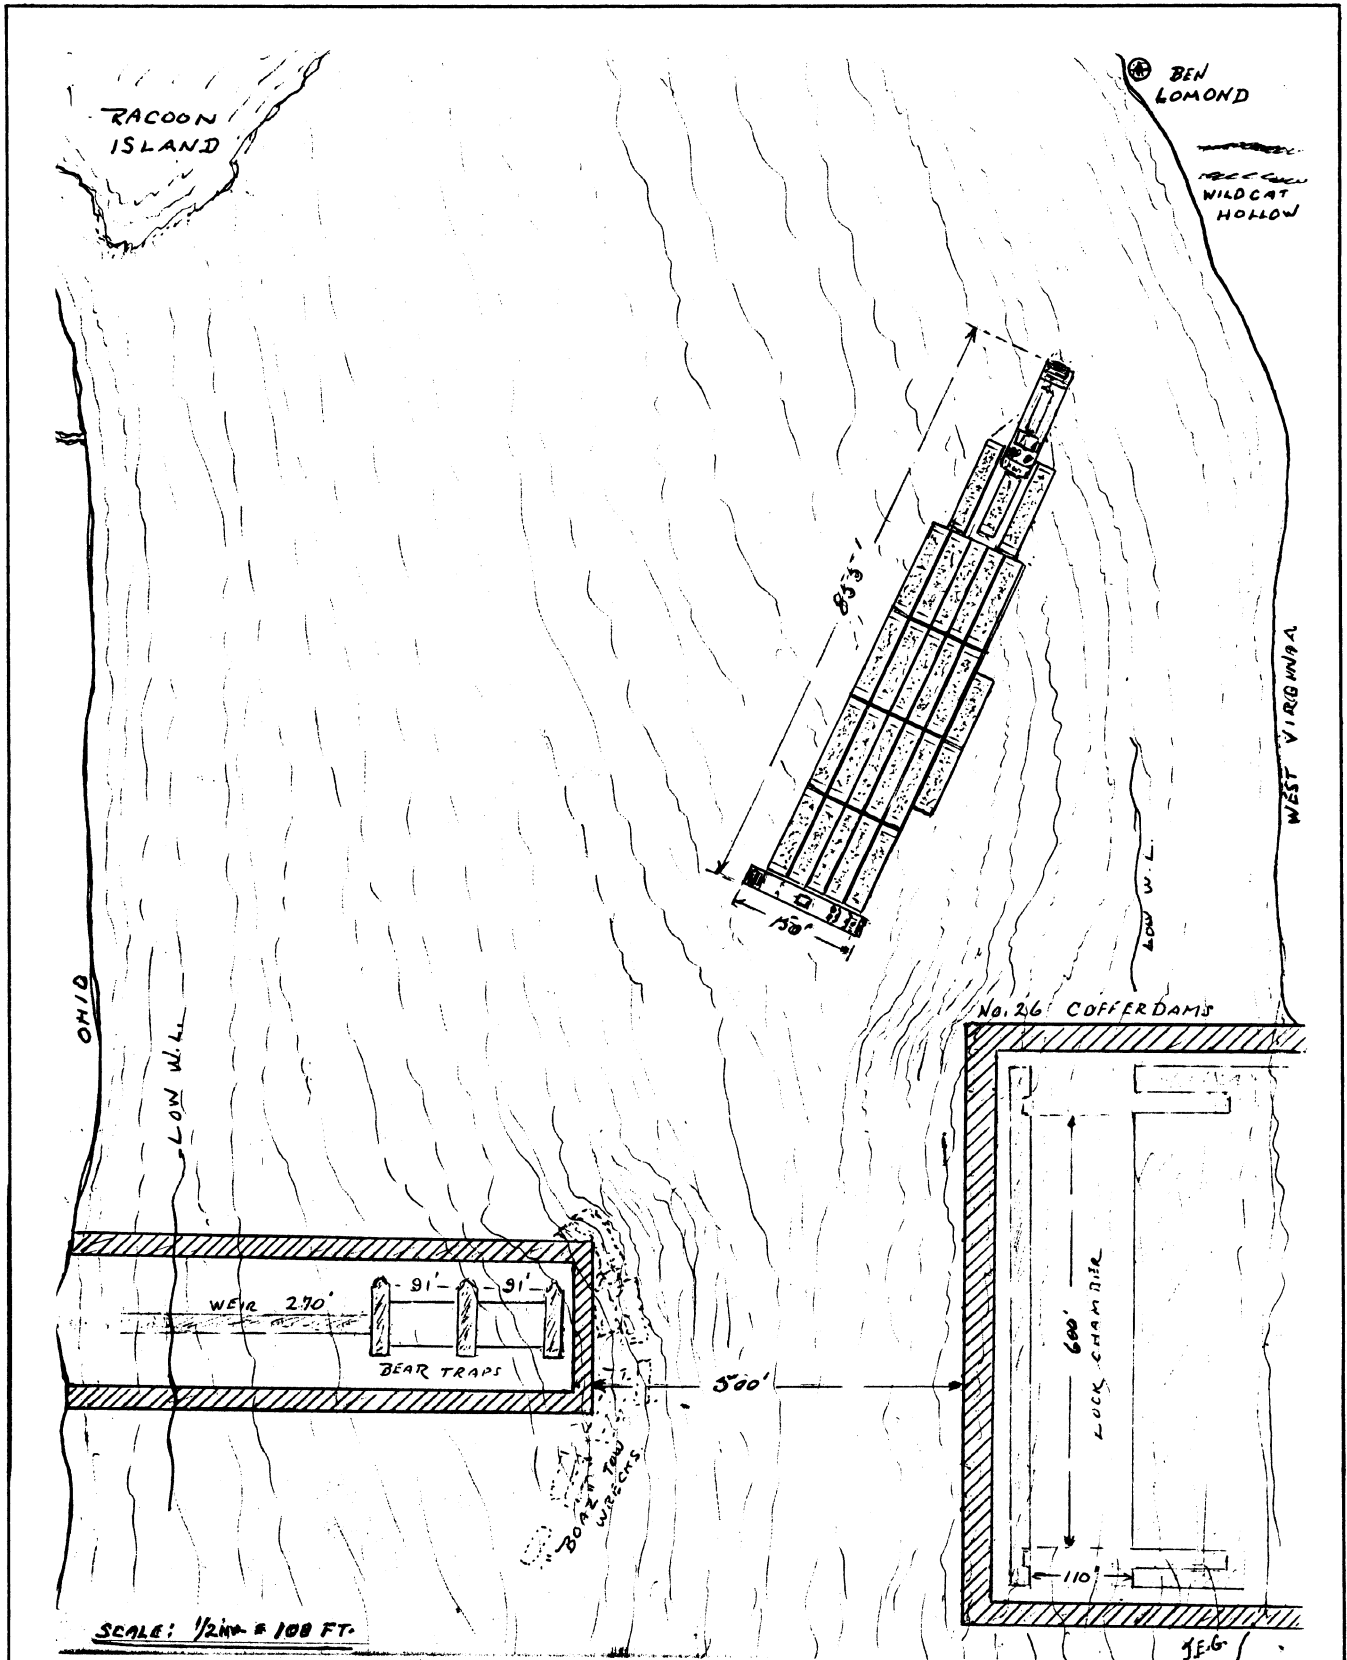 RACOON
ISLAND
BEN
LOMOND
WILDCAT
HOLLOW
855'
WEST VIRGINIA
150'
LOW W.L.
OHIO
LOW W.L.
No. 26 COFFERDAMS
WEIR 270'
91' 91'
BEAR TRAPS
500'
600'
LOCK CHAMBER
BOAZ TOW
WRECKS
110'
SCALE: 1/2 in. = 100 FT.
J.E.G.